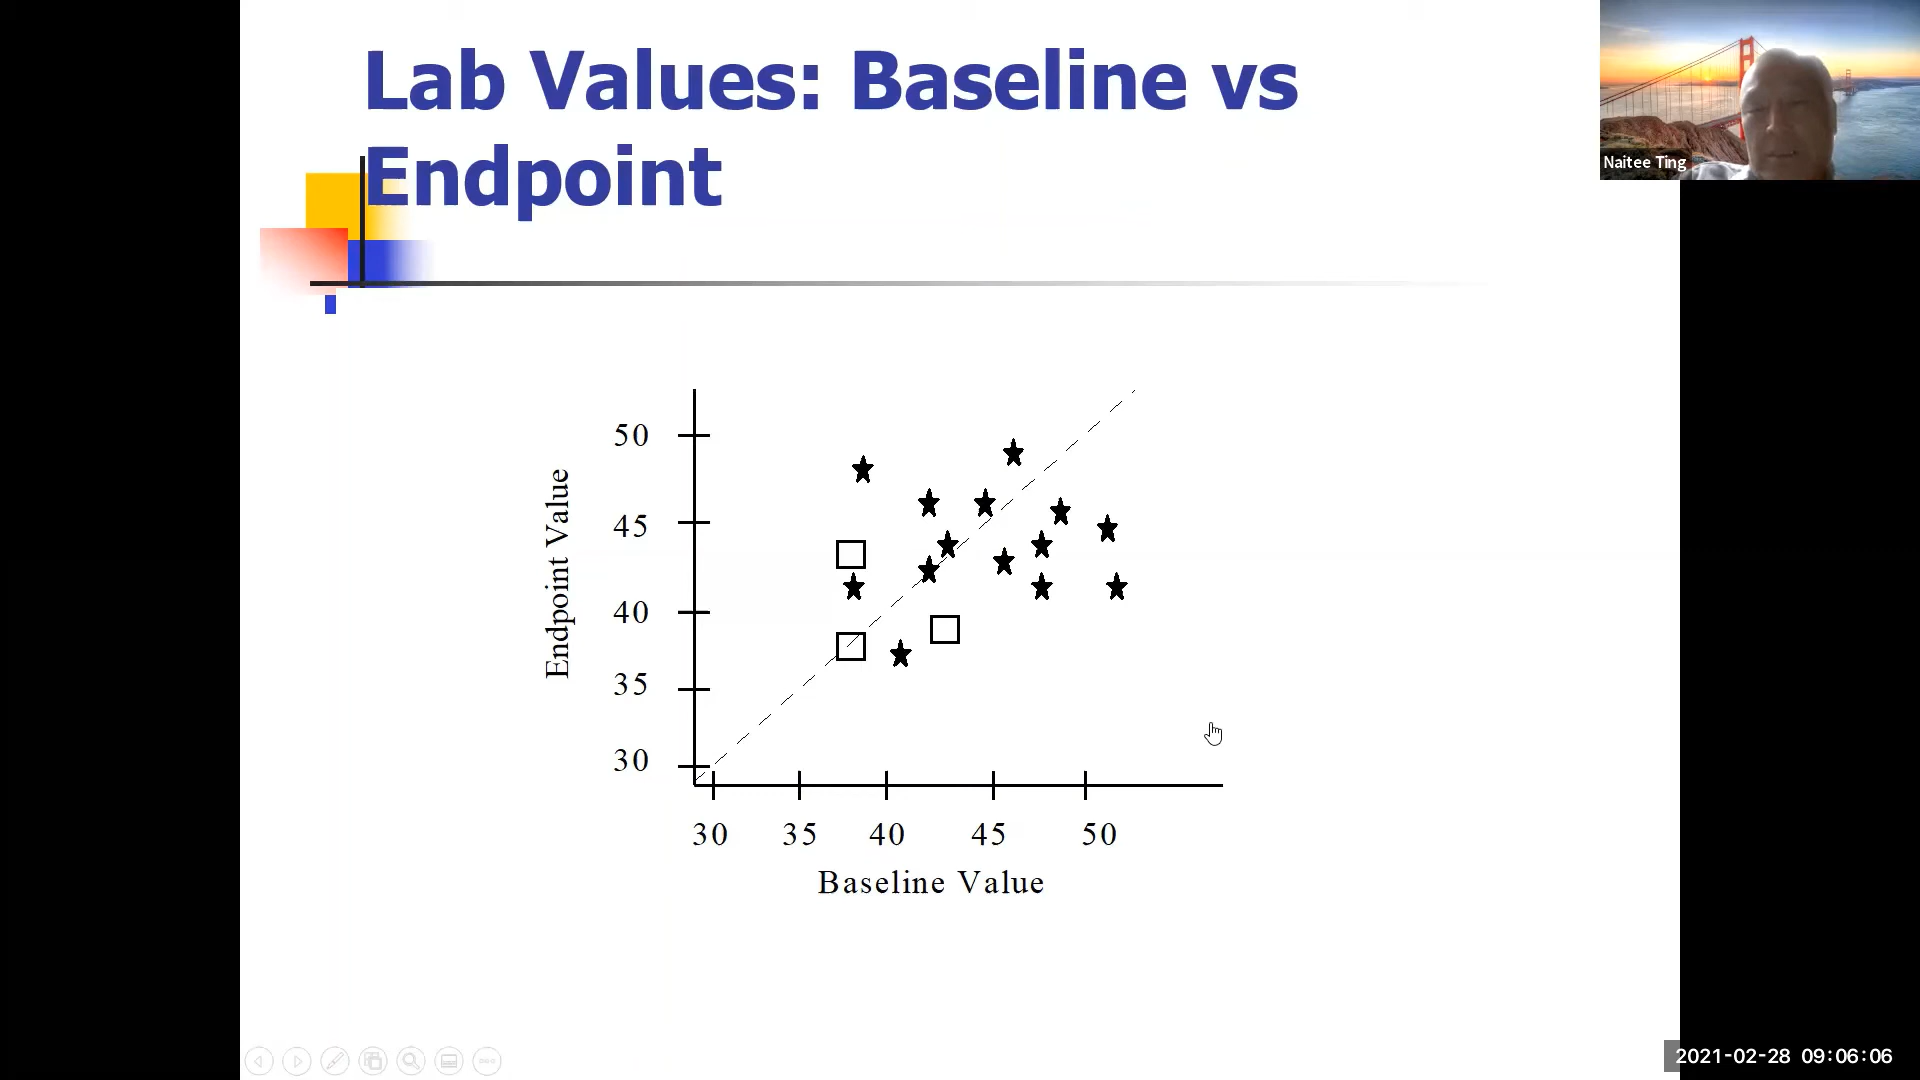 Lab Values: Baseline vs
Endpoint
Naitee Ting
50
45
40
35
30
Endpoint Value
30 35 40 45 50
Baseline Value
2021-02-28 09:06:06